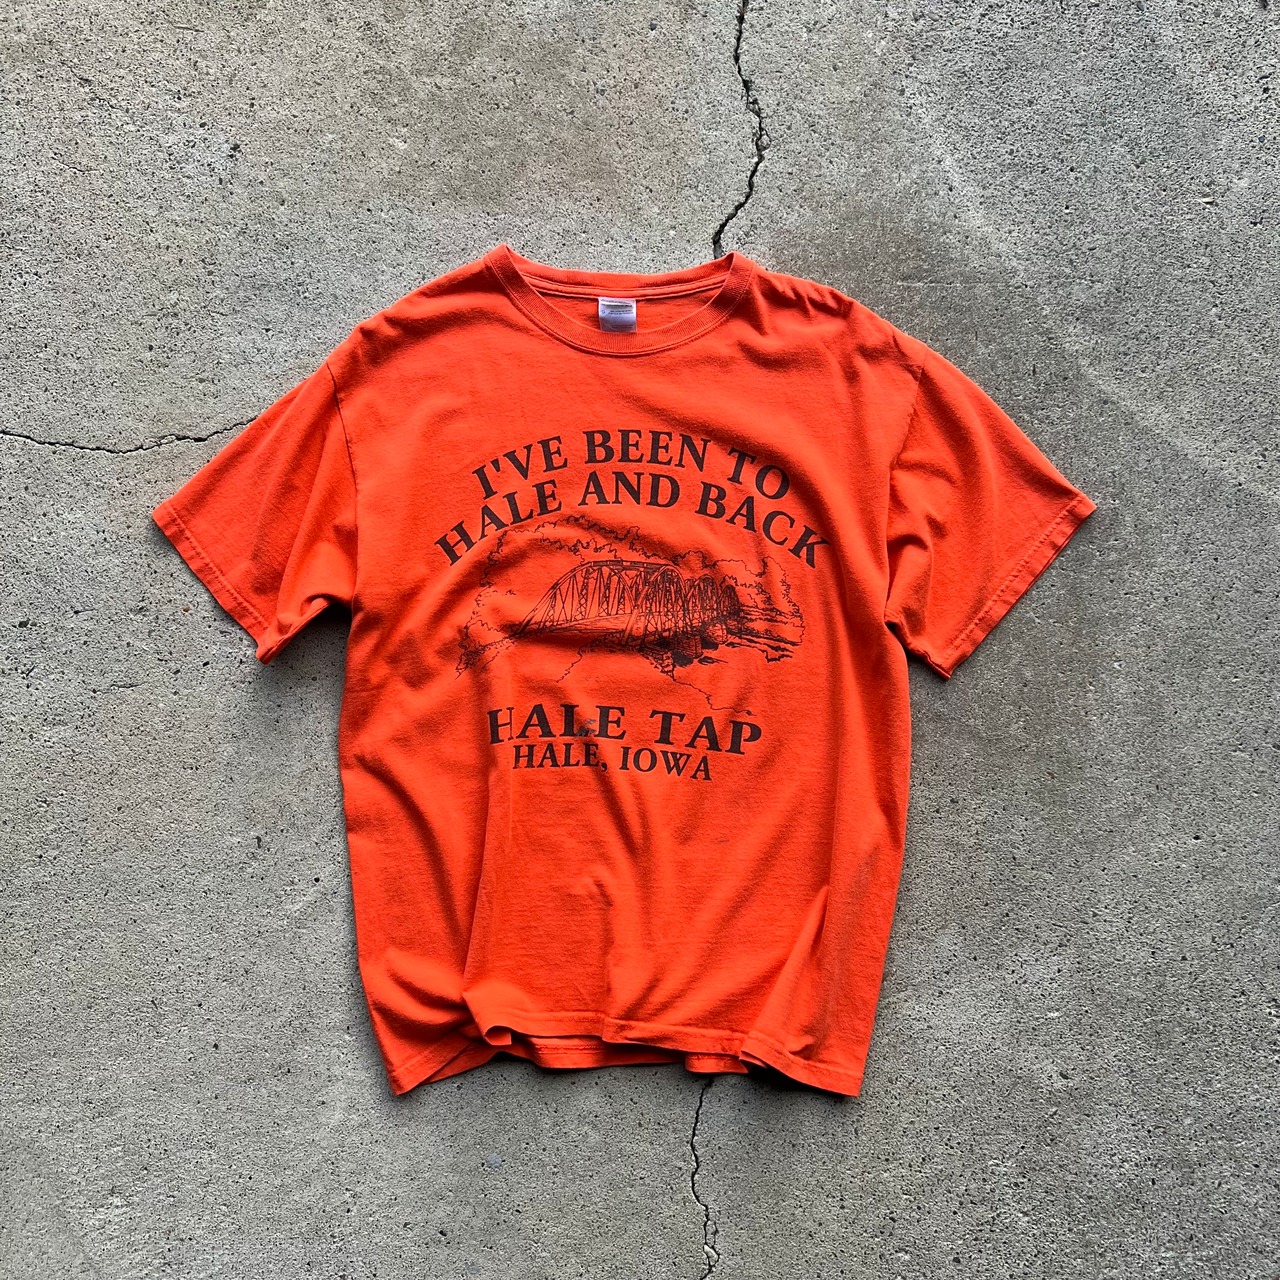 I'VE BEEN TO
HALE AND BACK
HALE TAP
HALE, IOWA